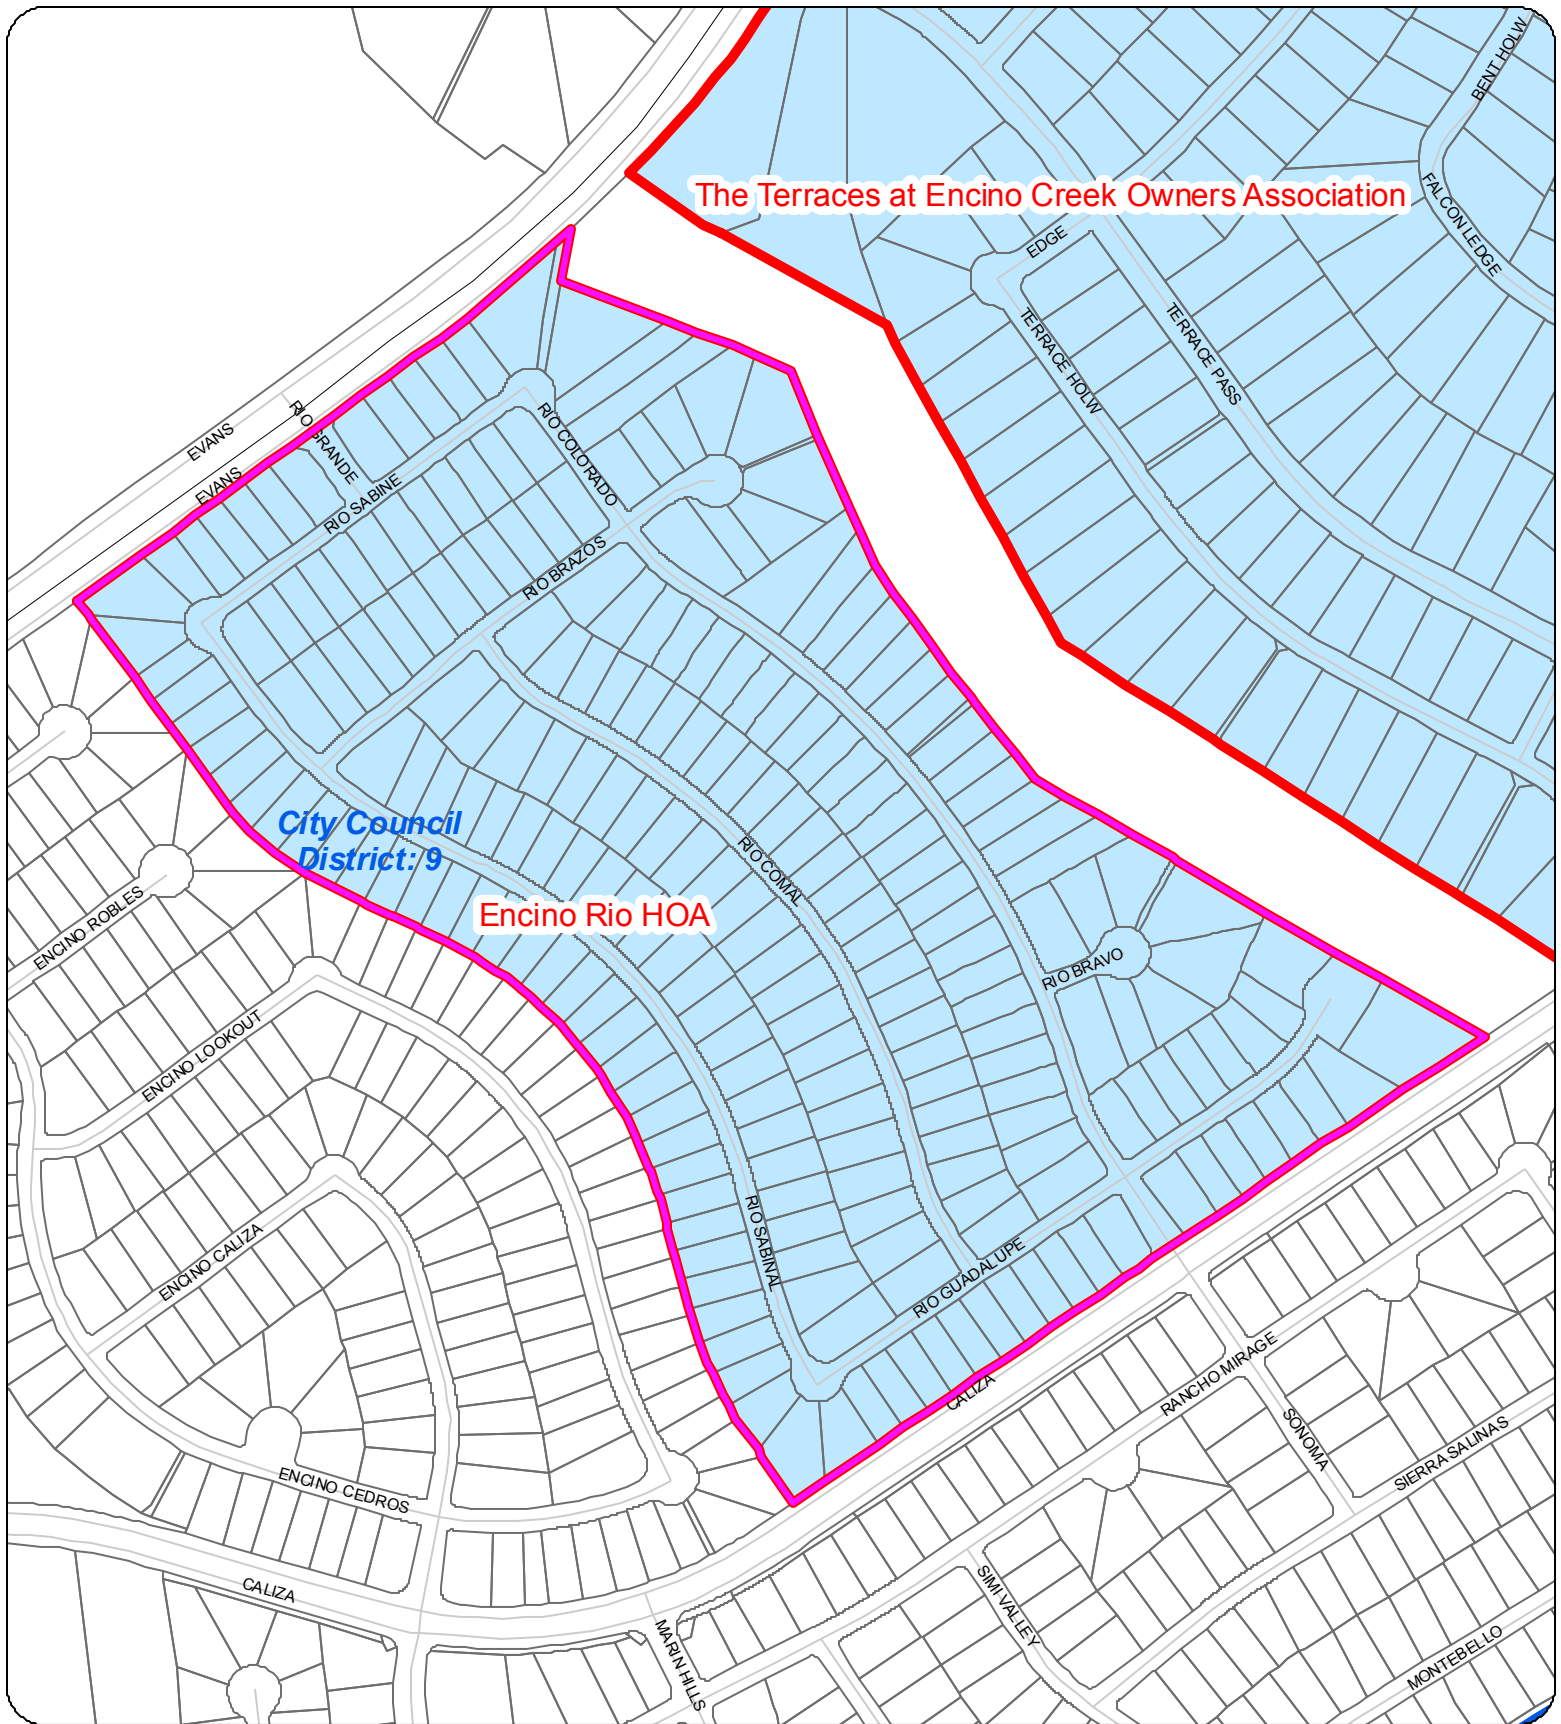 BENT HOLW
The Terraces at Encino Creek Owners Association
FALCON LEDGE
EDGE
TERRACE HOLW
TERRACE PASS
EVANS
RIO GRANDE
RIO COLORADO
EVANS
RIO SABINE
RIO BRAZOS
City Council
District: 9
RIO COMAL
Encino Rio HOA
ENCINO ROBLES
RIO BRAVO
ENCINO LOOKOUT
RIO SABINAL
ENCINO CALIZA
RIO GUADALUPE
CALIZA
RANCHO MIRAGE
SONOMA
SIERRA SALINAS
ENCINO CEDROS
CALIZA
SIMI VALLEY
MARIN HILLS
MONTEBELLO